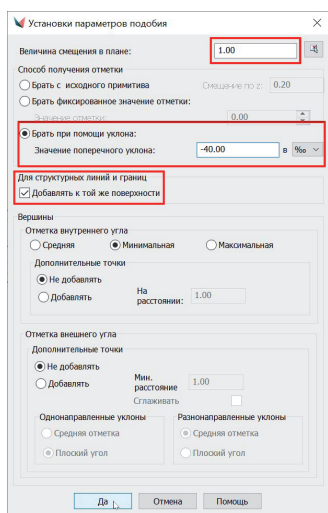 Установки параметров подобия
Величина смещения в плане: 1.00
Способ получения отметки
Брать с исходного примитива Смещение по z: 0.20
Брать фиксированное значение отметки:
Значение отметки: 0.00
Брать при помощи уклона:
Значение поперечного уклона: -40.00 в ‰
Для структурных линий и границ
Добавлять к той же поверхности
Вершины
Отметка внутреннего угла
Средняя Минимальная Максимальная
Дополнительные точки
Не добавлять
Добавлять На расстоянии: 1.00
Отметка внешнего угла
Дополнительные точки
Не добавлять
Добавлять Мин. расстояние 1.00
Сглаживать
Однонаправленные уклоны Разнонаправленные уклоны
Средняя отметка Средняя отметка
Плоский угол Плоский угол
Да Отмена Помощь